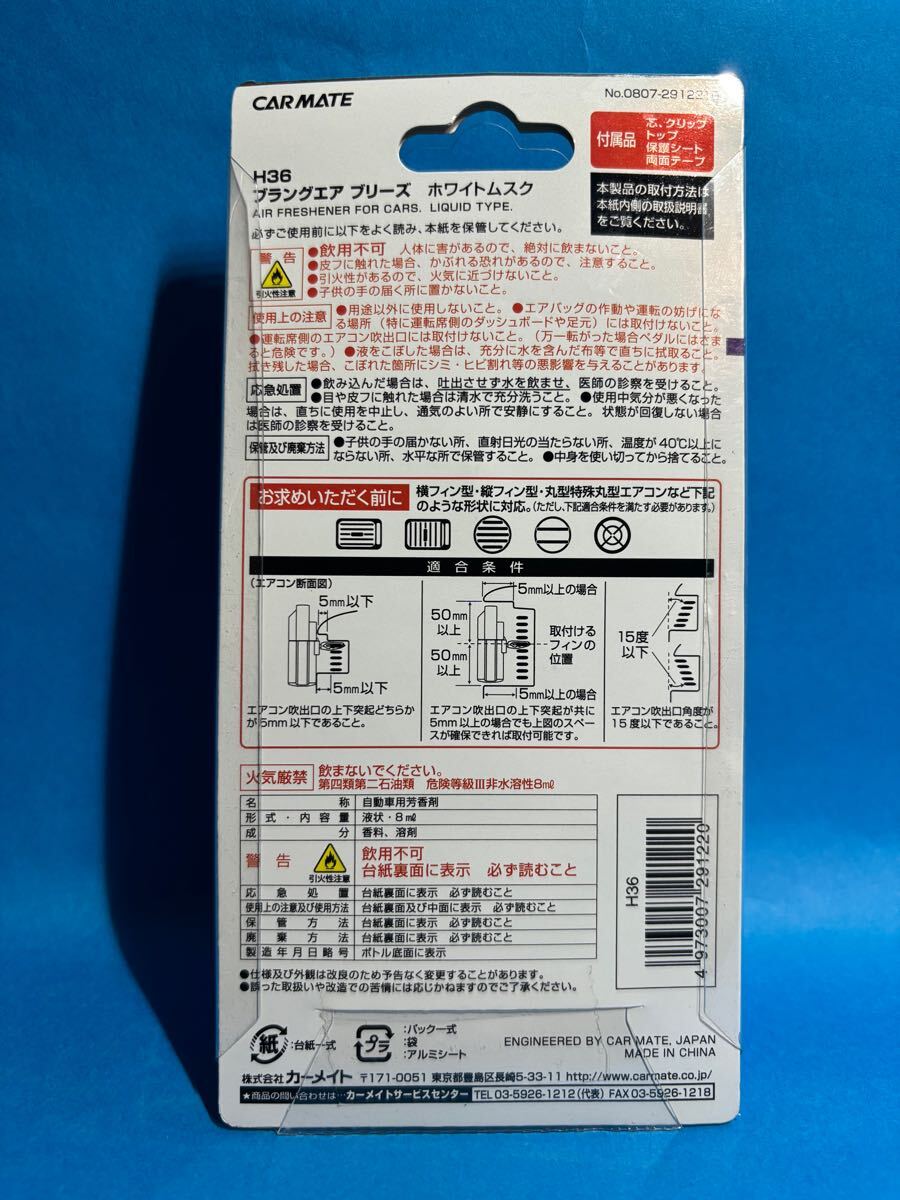 CARMATE
No.0807-291221
付属品
芯、クリップ
トップ
保護シート
両面テープ
H36
ブラングエア ブリーズ ホワイトムスク
AIR FRESHENER FOR CARS. LIQUID TYPE.
必ずご使用前に以下をよく読み、本紙を保管してください。
本製品の取付方法は
本紙内側の取扱説明書
をご覧ください。
警告
引火性注意
●飲用不可 人体に害があるので、絶対に飲まないこと。
●皮フに触れた場合、かぶれる恐れがあるので、注意すること。
●引火性があるので、火気に近づけないこと。
●子供の手の届く所に置かないこと。
使用上の注意 ●用途以外に使用しないこと。●エアバッグの作動や運転の妨げにな
る場所（特に運転席側のダッシュボードや足元）には取付けないこと。
●運転席側のエアコン吹出口には取付けないこと。（万一転がった場合ペダルにはさま
ると危険です。）●液をこぼした場合は、充分に水を含んだ布等で直ちに拭取ること。
拭き残した場合、こぼれた箇所にシミ・ヒビ割れ等の悪影響を与えることがあります。
応急処置 ●飲み込んだ場合は、吐出させず水を飲ませ、医師の診察を受けること。
●目や皮フに触れた場合は清水で充分洗うこと。●使用中気分が悪くなった
場合は、直ちに使用を中止し、通気のよい所で安静にすること。状態が回復しない場合
は医師の診察を受けること。
保管及び廃棄方法 ●子供の手の届かない所、直射日光の当たらない所、温度が40℃以上に
ならない所、水平な所で保管すること。●中身を使い切ってから捨てること。
お求めいただく前に
横フィン型・縦フィン型・丸型特殊丸型エアコンなど下記
のような形状に対応。（ただし、下記適合条件を満たす必要があります。）
適合条件
（エアコン断面図）
5mm以下
5mm以下
エアコン吹出口の上下突起どちらか
が5mm以下であること。
5mm以上の場合
50mm
以上
50mm
以上
取付ける
フィンの
位置
5mm以上の場合
エアコン吹出口の上下突起が共に
5mm以上の場合でも上図のスペー
スが確保できれば取付可能です。
15度
以下
エアコン吹出口角度が
15度以下であること。
火気厳禁
飲まないでください。
第四類第二石油類 危険等級Ⅲ非水溶性8mℓ
名称 自動車用芳香剤
形式・内容量 液状・8mℓ
成分 香料、溶剤
警告
引火性注意
飲用不可
台紙裏面に表示 必ず読むこと
応急処置 台紙裏面に表示 必ず読むこと
使用上の注意及び使用方法 台紙裏面及び中面に表示 必ず読むこと
保管方法 台紙裏面に表示 必ず読むこと
廃棄方法 台紙裏面に表示 必ず読むこと
製造年月日略号 ボトル底面に表示
H36
4 973007 291220
●仕様及び外観は改良のため予告なく変更することがあります。
●誤った取扱いや改造での苦情には応じかねますのでご了承ください。
紙
:台紙一式
プラ
:パック一式
:袋
:アルミシート
ENGINEERED BY CAR MATE, JAPAN
MADE IN CHINA
株式会社 カーメイト 〒171-0051 東京都豊島区長崎5-33-11 http://www.carmate.co.jp/
★商品の問い合わせは…カーメイトサービスセンター TEL 03-5926-1212（代表） FAX 03-5926-1218